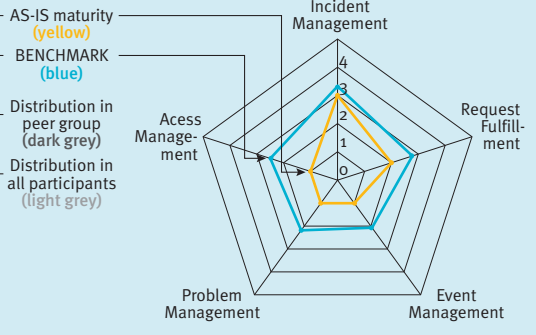 AS-IS maturity
(yellow)
BENCHMARK
(blue)
Distribution in
peer group
(dark grey)
Distribution in
all participants
(light grey)
Incident
Management
Request
Fulfill-
ment
Event
Management
Problem
Management
Acess
Manage-
ment
4
3
2
1
0